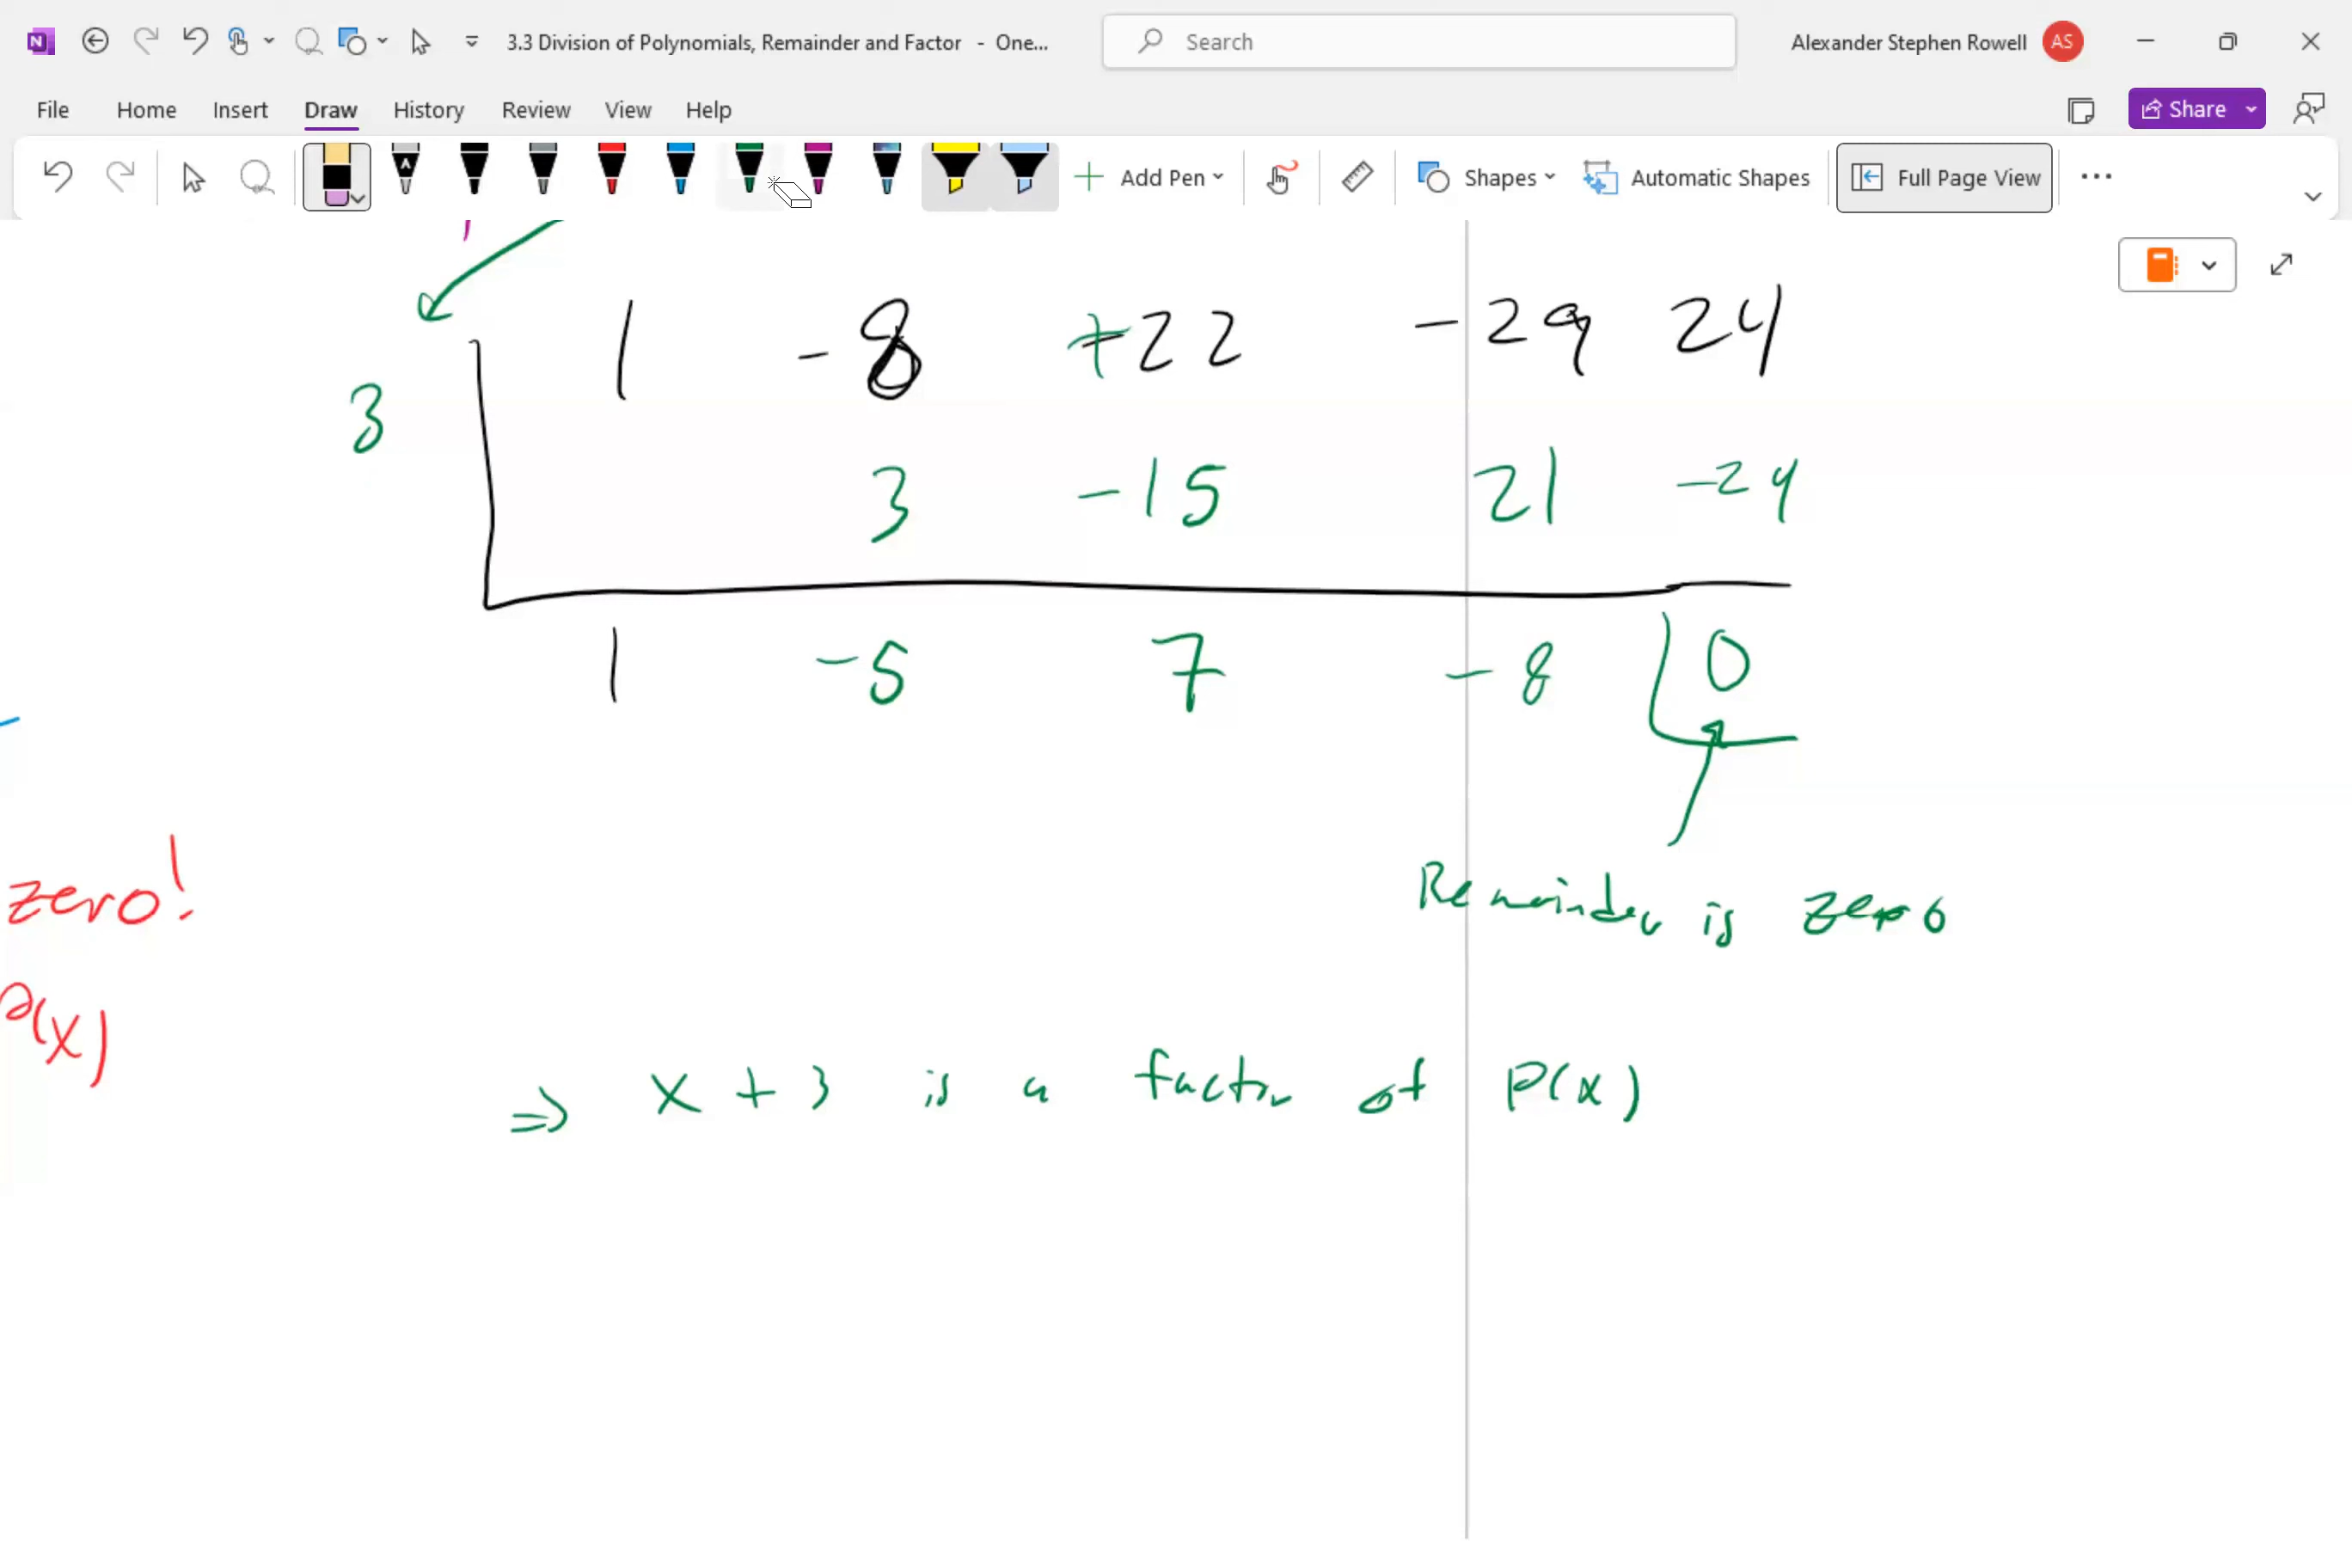 3.3 Division of Polynomials, Remainder and Factor - One...
Search
Alexander Stephen Rowell AS
File Home Insert Draw History Review View Help
Share
Add Pen Shapes Automatic Shapes Full Page View
1 -8 +22 -29 24
3
3 -15 21 -24
1 -5 7 -8 0
zero!
Remainder is zero
P(x)
⇒ x + 3 is a factor of P(x)